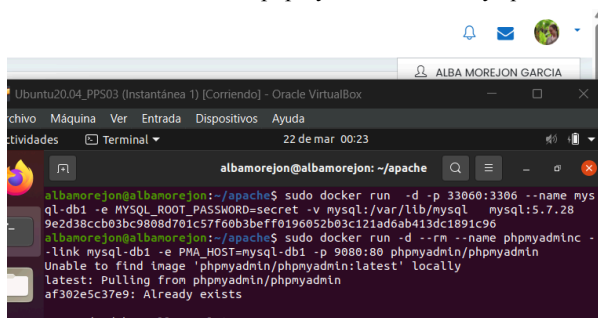 ALBA MOREJON GARCIA
Ubuntu20.04_PPS03 (Instantánea 1) [Corriendo] - Oracle VirtualBox
rchivo Máquina Ver Entrada Dispositivos Ayuda
ctividades Terminal 22 de mar 00:23
albamorejon@albamorejon: ~/apache
albamorejon@albamorejon:~/apache$ sudo docker run -d -p 33060:3306 --name mys
ql-db1 -e MYSQL_ROOT_PASSWORD=secret -v mysql:/var/lib/mysql mysql:5.7.28
9e2d38ccb03bc9808d701c57f60b3beff0196052b03c121ad6ab413dc1891c96
albamorejon@albamorejon:~/apache$ sudo docker run -d --rm --name phpmyadminc -
-link mysql-db1 -e PMA_HOST=mysql-db1 -p 9080:80 phpmyadmin/phpmyadmin
Unable to find image 'phpmyadmin/phpmyadmin:latest' locally
latest: Pulling from phpmyadmin/phpmyadmin
af302e5c37e9: Already exists